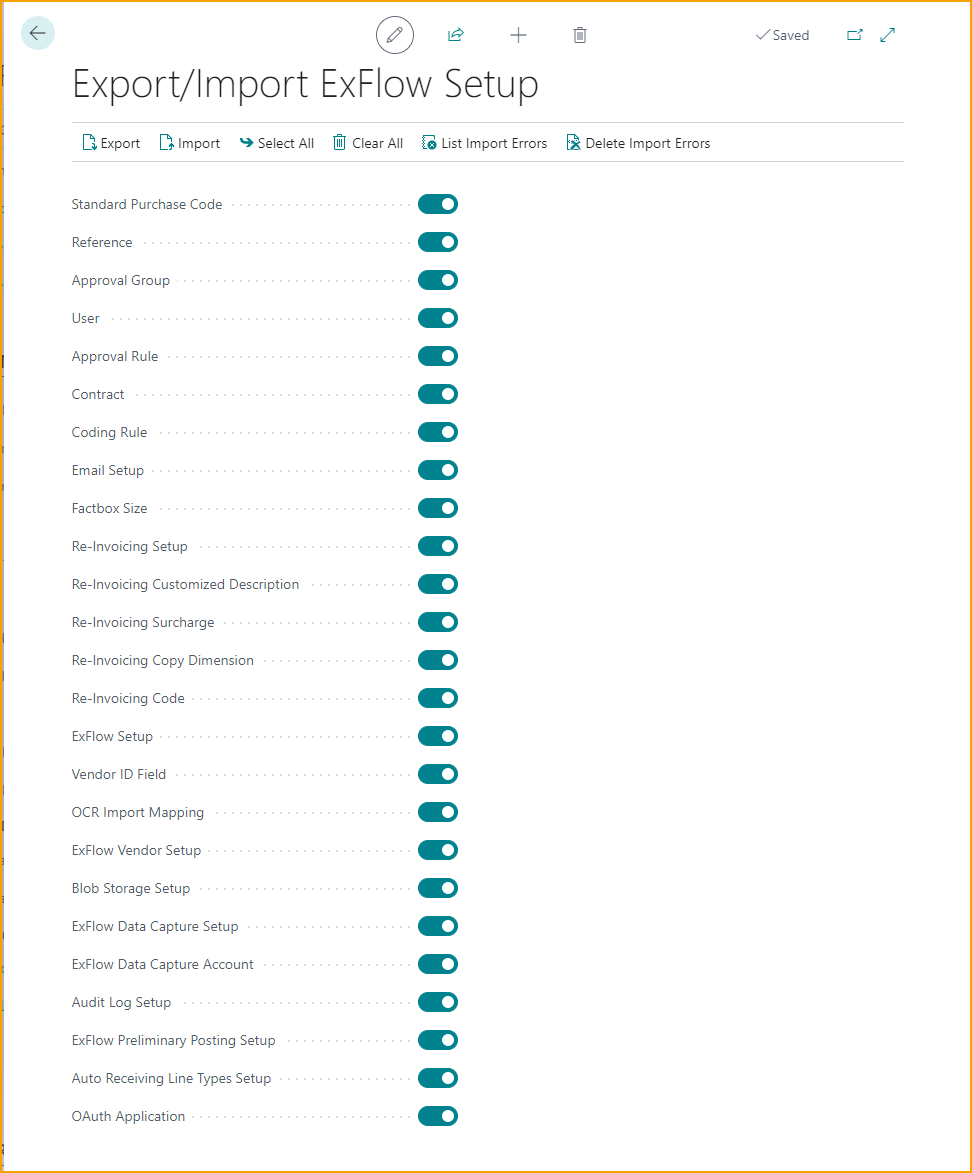 Saved
Export/Import ExFlow Setup
Export Import Select All Clear All List Import Errors Delete Import Errors
Standard Purchase Code
Reference
Approval Group
User
Approval Rule
Contract
Coding Rule
Email Setup
Factbox Size
Re-Invoicing Setup
Re-Invoicing Customized Description
Re-Invoicing Surcharge
Re-Invoicing Copy Dimension
Re-Invoicing Code
ExFlow Setup
Vendor ID Field
OCR Import Mapping
ExFlow Vendor Setup
Blob Storage Setup
ExFlow Data Capture Setup
ExFlow Data Capture Account
Audit Log Setup
ExFlow Preliminary Posting Setup
Auto Receiving Line Types Setup
OAuth Application